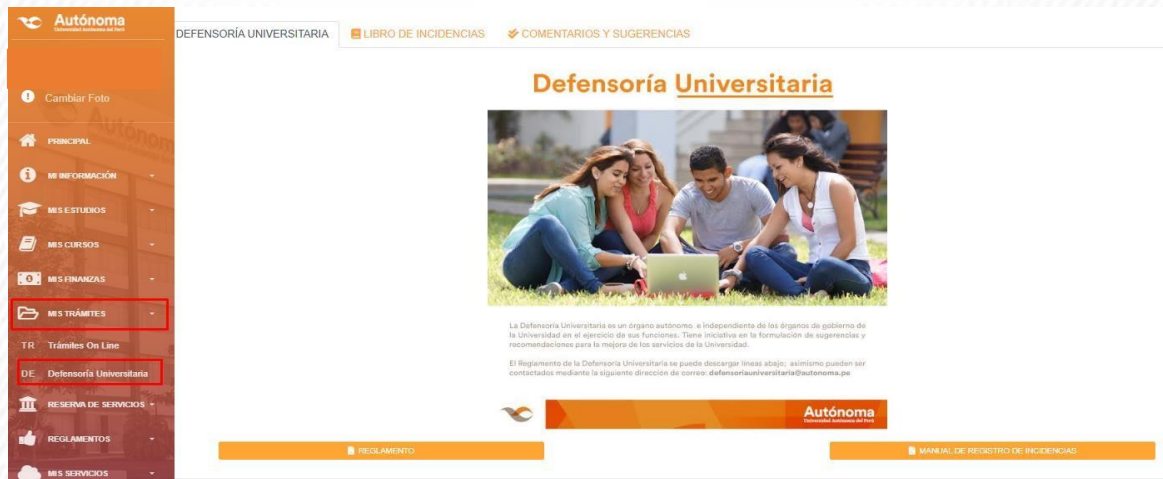 Autónoma
Universidad Autónoma del Perú
Cambiar Foto
PRINCIPAL
MI INFORMACIÓN
MIS ESTUDIOS
MIS CURSOS
MIS FINANZAS
MIS TRÁMITES
TR Trámites On Line
DE Defensoría Universitaria
RESERVA DE SERVICIOS
REGLAMENTOS
MIS SERVICIOS
DEFENSORÍA UNIVERSITARIA
LIBRO DE INCIDENCIAS
COMENTARIOS Y SUGERENCIAS
Defensoría Universitaria
La Defensoría Universitaria es un órgano autónomo e independiente de los órganos de gobierno de
la Universidad en el ejercicio de sus funciones. Tiene iniciativa en la formulación de sugerencias y
recomendaciones para la mejora de los servicios de la Universidad.
El Reglamento de la Defensoría Universitaria se puede descargar líneas abajo; asimismo pueden ser
contactados mediante la siguiente dirección de correo: defensoriauniversitaria@autonoma.pe
Autónoma
Universidad Autónoma del Perú
REGLAMENTO
MANUAL DE REGISTRO DE INCIDENCIAS